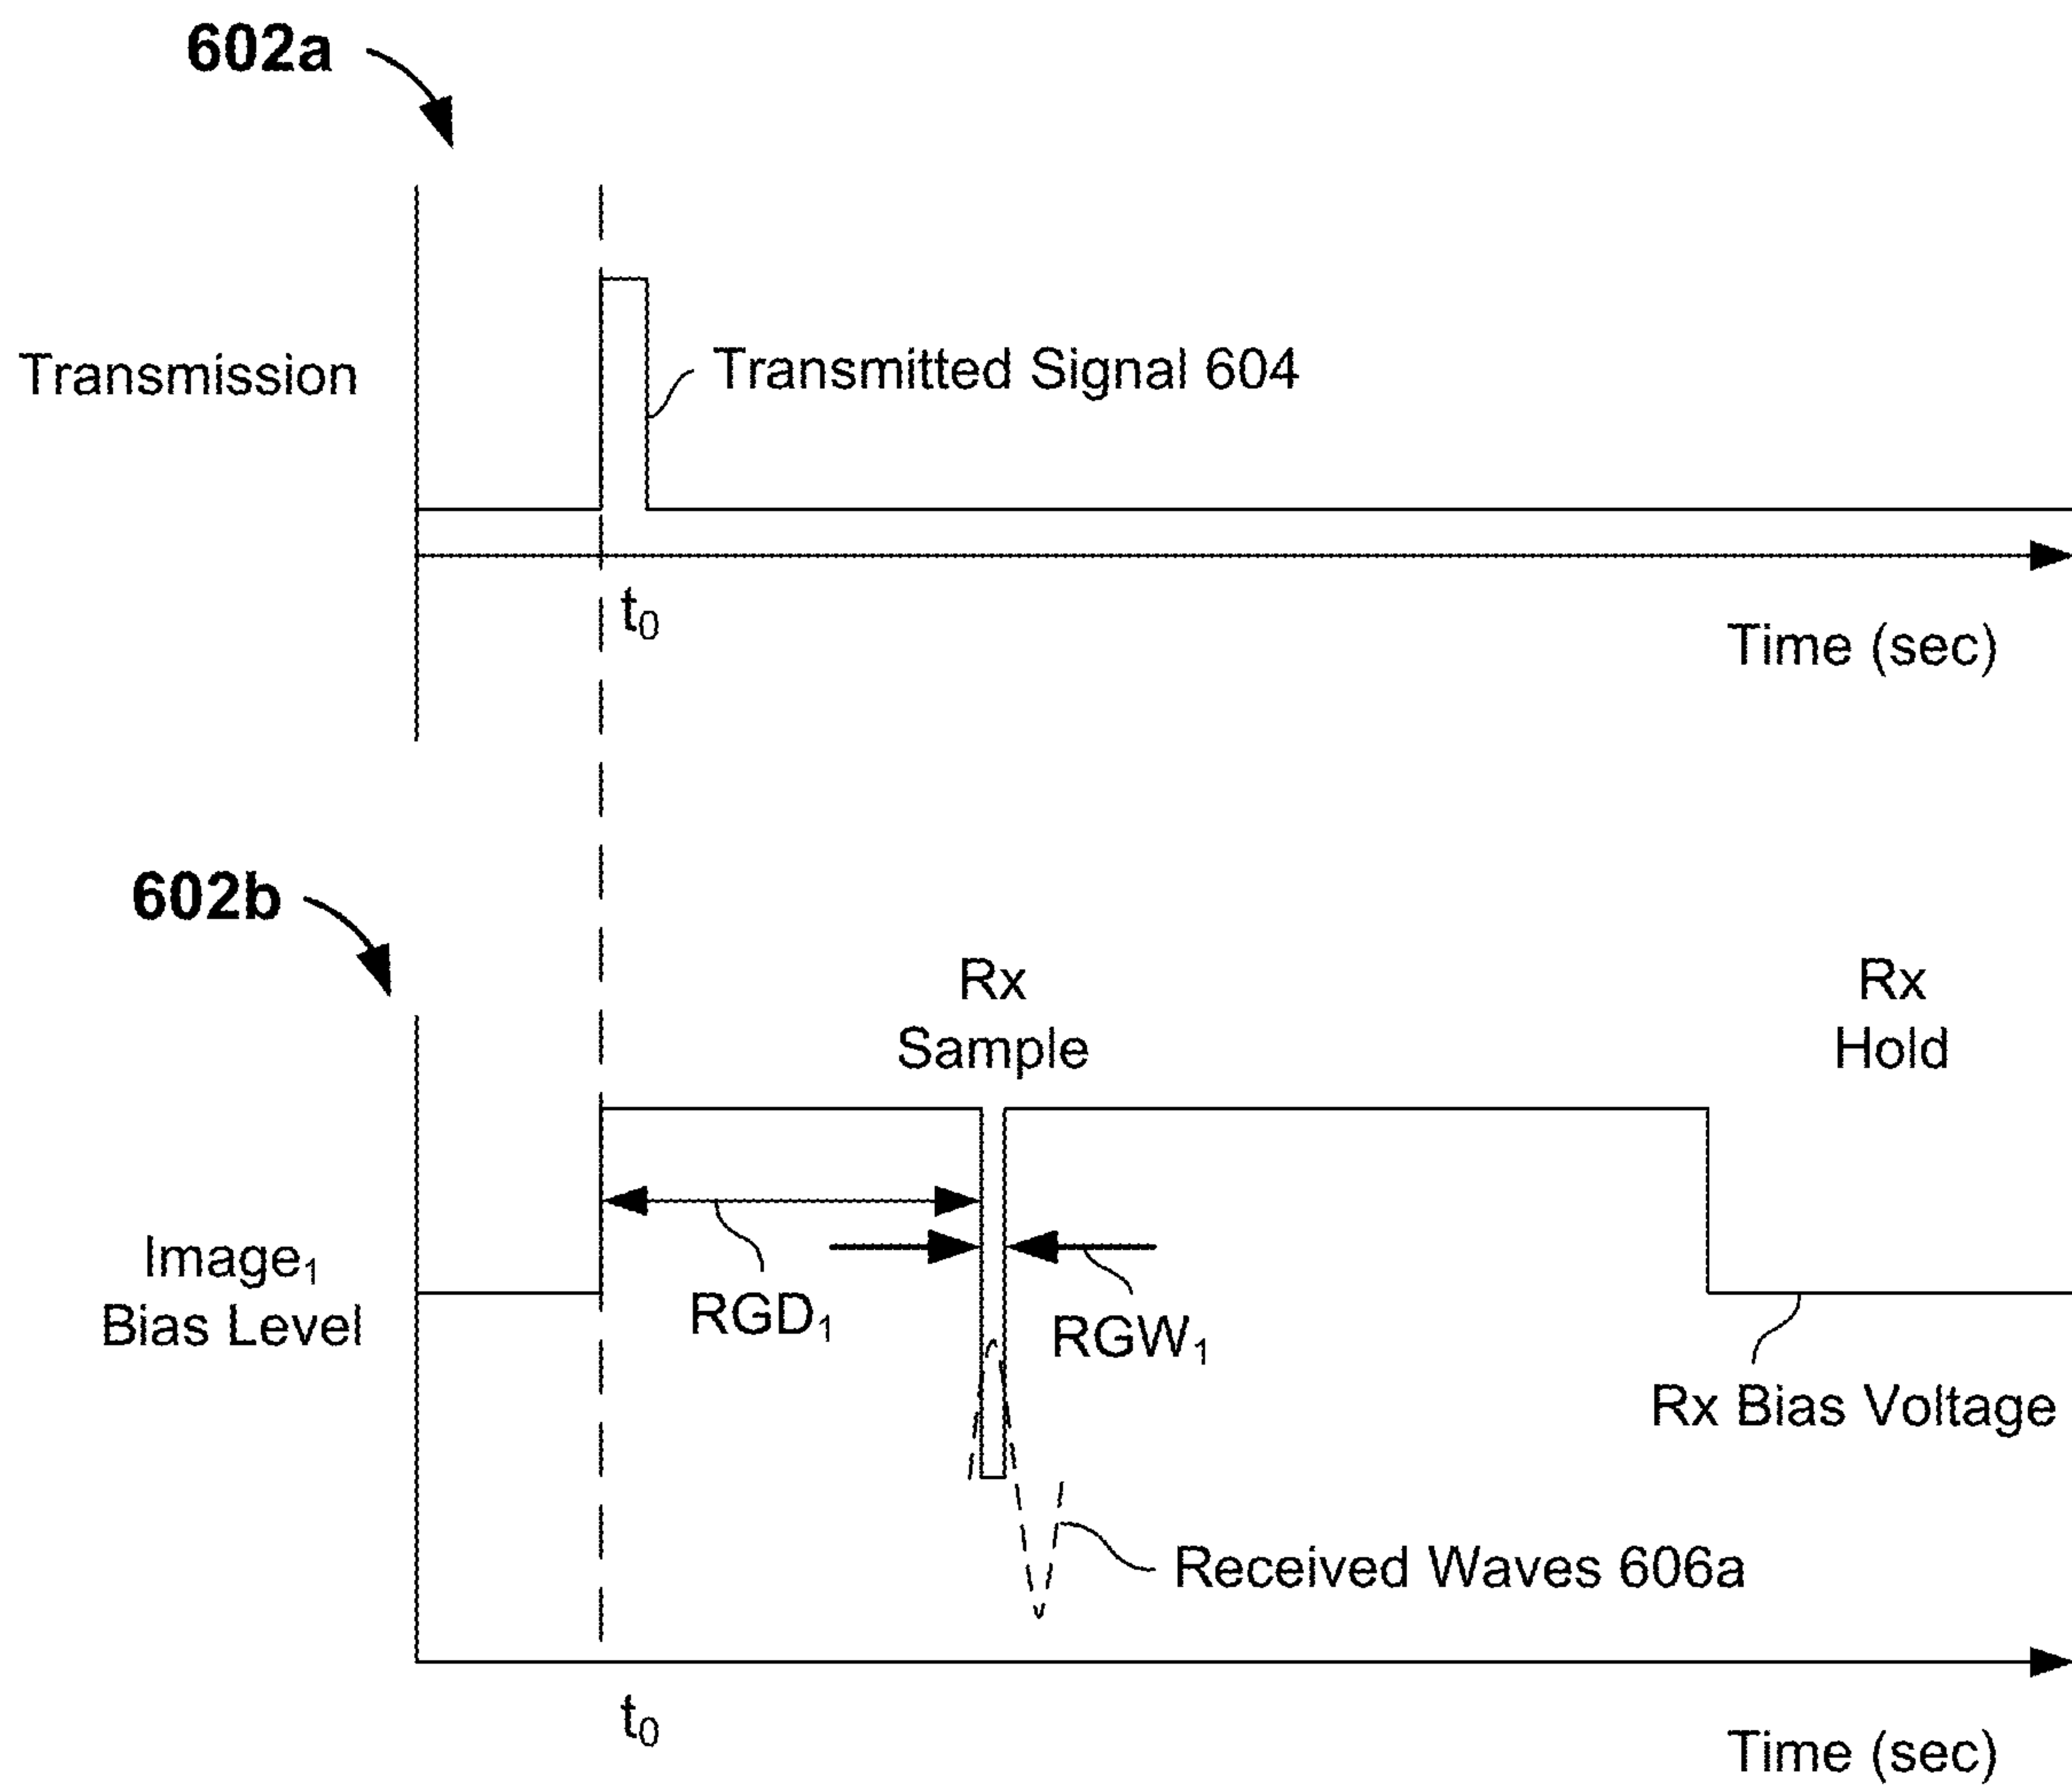 602a
Transmission
Transmitted Signal 604
t₀
Time (sec)
602b
Rx
Sample
Rx
Hold
Image₁
Bias Level
RGD₁
RGW₁
Rx Bias Voltage
Received Waves 606a
t₀
Time (sec)